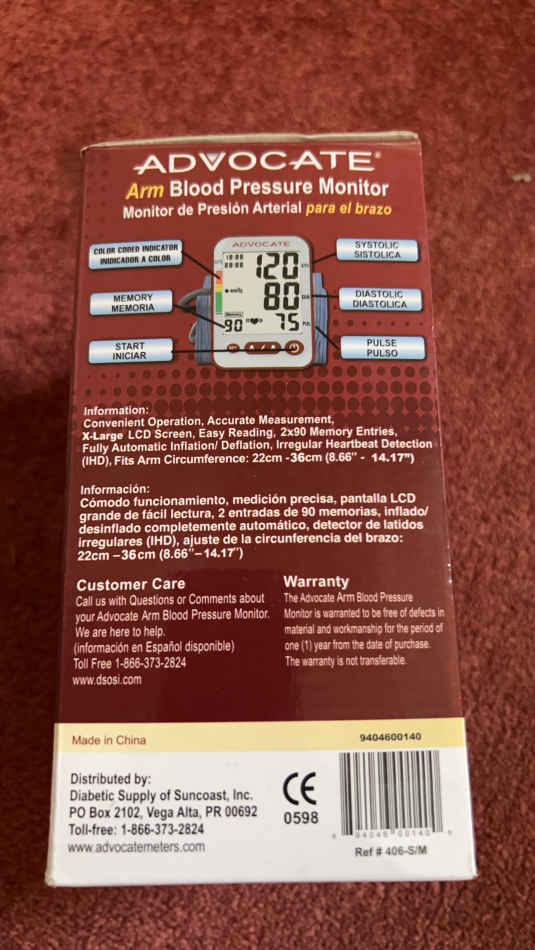 ADVOCATE®
Arm Blood Pressure Monitor
Monitor de Presión Arterial para el brazo
COLOR CODED INDICATOR
INIDICADOR A COLOR
MEMORY
MEMORIA
START
INICIAR
ADVOCATE
120
80
90
75
Memory
SYSTOLIC
SISTOLICA
DIASTOLIC
DIASTOLICA
PULSE
PULSO
Information:
Convenient Operation, Accurate Measurement,
X-Large LCD Screen, Easy Reading, 2x90 Memory Entries,
Fully Automatic Inflation/ Deflation, Irregular Heartbeat Detection
(IHD), Fits Arm Circumference: 22cm -36cm (8.66" - 14.17")
Información:
Cómodo funcionamiento, medición precisa, pantalla LCD
grande de fácil lectura, 2 entradas de 90 memorias, inflado/
desinflado completamente automático, detector de latidos
irregulares (IHD), ajuste de la circunferencia del brazo:
22cm –36cm (8.66"–14.17")
Customer Care
Call us with Questions or Comments about
your Advocate Arm Blood Pressure Monitor.
We are here to help.
(información en Español disponible)
Toll Free 1-866-373-2824
www.dsosi.com
Warranty
The Advocate Arm Blood Pressure
Monitor is warranted to be free of defects in
material and workmanship for the period of
one (1) year from the date of purchase.
The warranty is not transferable.
Made in China
9404600140
Distributed by:
Diabetic Supply of Suncoast, Inc.
PO Box 2102, Vega Alta, PR 00692
Toll-free: 1-866-373-2824
www.advocatemeters.com
CE
0598
94046 00140
Ref # 406-S/M